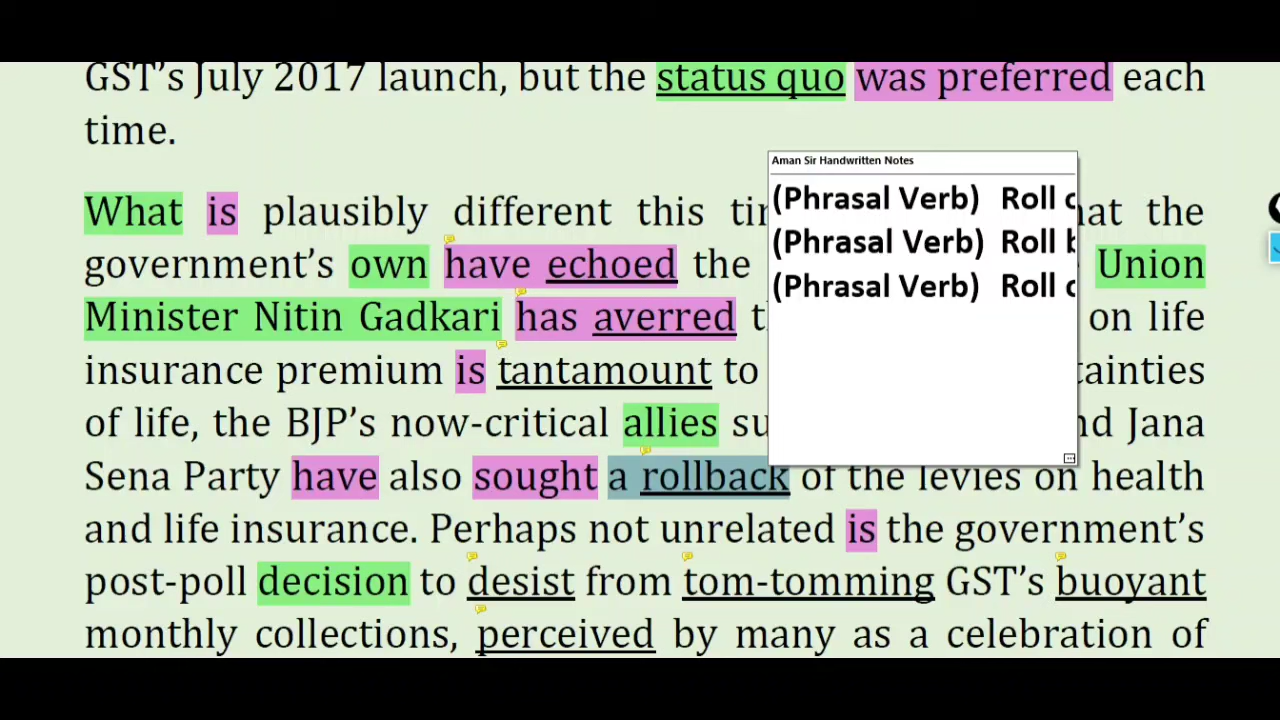 GST’s July 2017 launch, but the status quo was preferred each
time.
What is plausibly different this the
government’s own have echoed the Union
Minister Nitin Gadkari has averred on life
insurance premium is tantamount to
of life, the BJP’s now-critical allies Jana
Sena Party have also sought a rollback of the levies on health
and life insurance. Perhaps not unrelated is the government’s
post-poll decision to desist from tom-tomming GST’s buoyant
monthly collections, perceived by many as a celebration of
Aman Sir Handwritten Notes
(Phrasal Verb) Roll
(Phrasal Verb) Roll
(Phrasal Verb) Roll